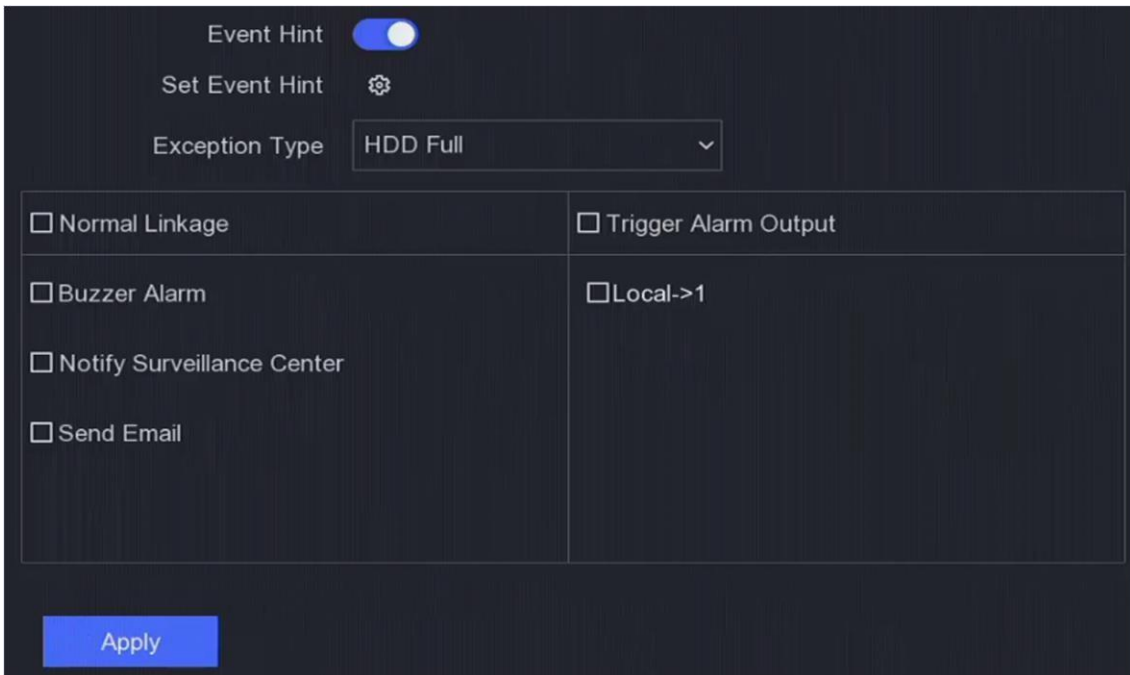 Event Hint
Set Event Hint
Exception Type HDD Full
Normal Linkage Trigger Alarm Output
Buzzer Alarm Local->1
Notify Surveillance Center
Send Email
Apply